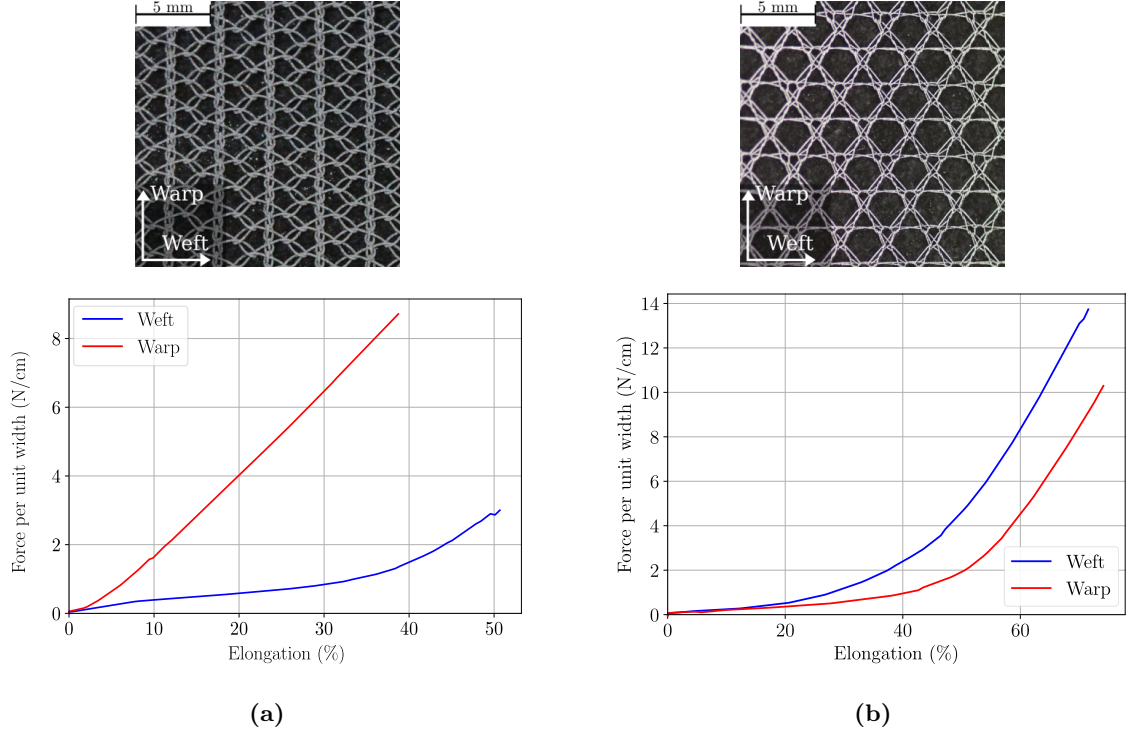 5 mm
Warp
Weft
5 mm
Warp
Weft
Force per unit width (N/cm)
8
6
4
2
0
Weft
Warp
0 10 20 30 40 50
Elongation (%)
Force per unit width (N/cm)
14
12
10
8
6
4
2
0
Weft
Warp
0 20 40 60
Elongation (%)
(a)
(b)